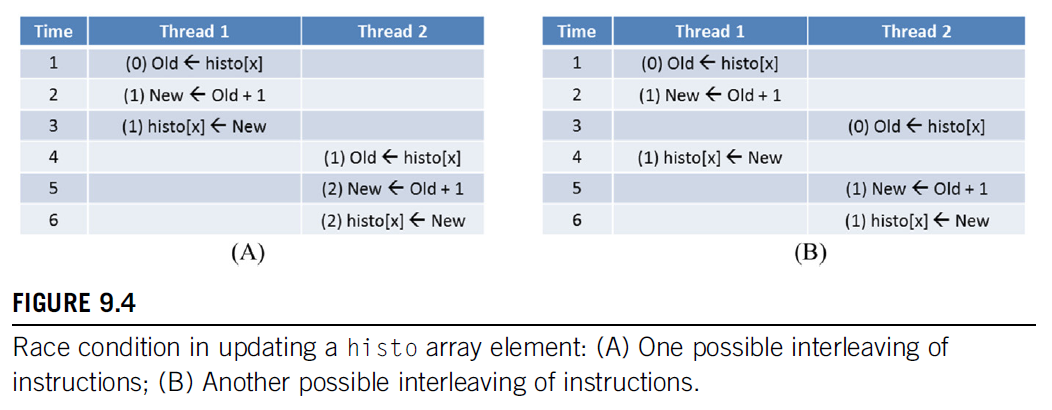 Time Thread 1 Thread 2
1 (0) Old ← histo[x]
2 (1) New ← Old + 1
3 (1) histo[x] ← New
4 (1) Old ← histo[x]
5 (2) New ← Old + 1
6 (2) histo[x] ← New
(A)
Time Thread 1 Thread 2
1 (0) Old ← histo[x]
2 (1) New ← Old + 1
3 (0) Old ← histo[x]
4 (1) histo[x] ← New
5 (1) New ← Old + 1
6 (1) histo[x] ← New
(B)
FIGURE 9.4
Race condition in updating a histo array element: (A) One possible interleaving of
instructions; (B) Another possible interleaving of instructions.